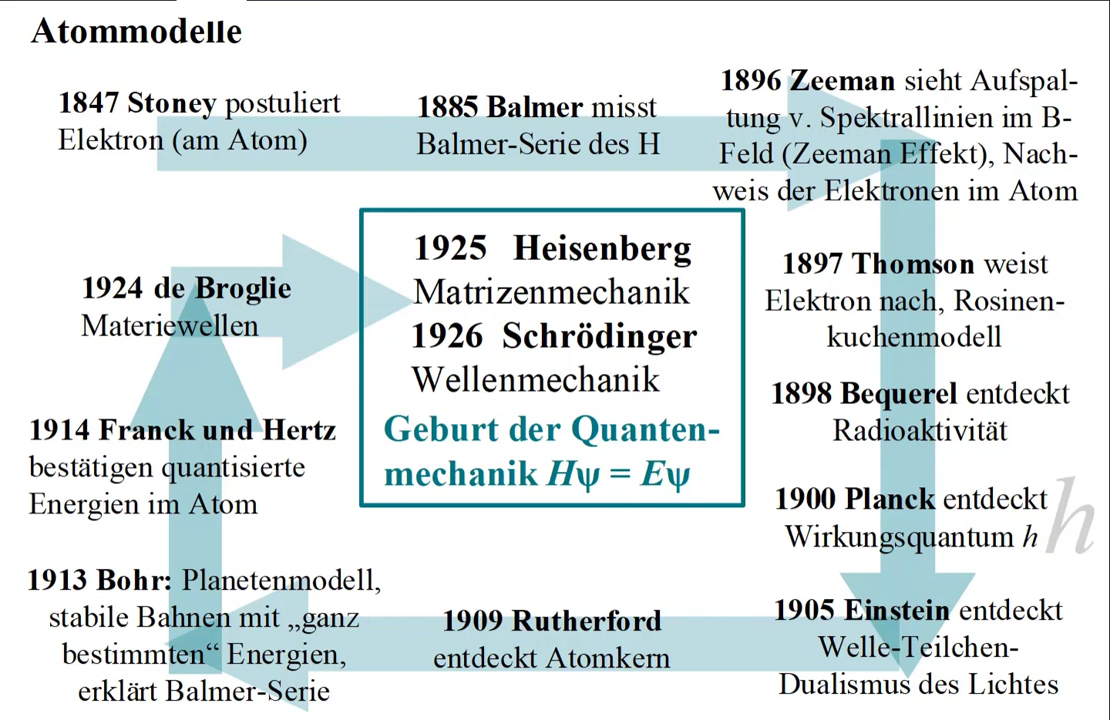 Atommodelle
1847 Stoney postuliert
Elektron (am Atom)
1885 Balmer misst
Balmer-Serie des H
1896 Zeeman sieht Aufspal-
tung v. Spektrallinien im B-
Feld (Zeeman Effekt), Nach-
weis der Elektronen im Atom
1897 Thomson weist
Elektron nach, Rosinen-
kuchenmodell
1898 Bequerel entdeckt
Radioaktivität
1900 Planck entdeckt
Wirkungsquantum h
h
1905 Einstein entdeckt
Welle-Teilchen-
Dualismus des Lichtes
1909 Rutherford
entdeckt Atomkern
1913 Bohr: Planetenmodell,
stabile Bahnen mit „ganz
bestimmten“ Energien,
erklärt Balmer-Serie
1914 Franck und Hertz
bestätigen quantisierte
Energien im Atom
1924 de Broglie
Materiewellen
1925 Heisenberg
Matrizenmechanik
1926 Schrödinger
Wellenmechanik
Geburt der Quanten-
mechanik Hψ = Eψ